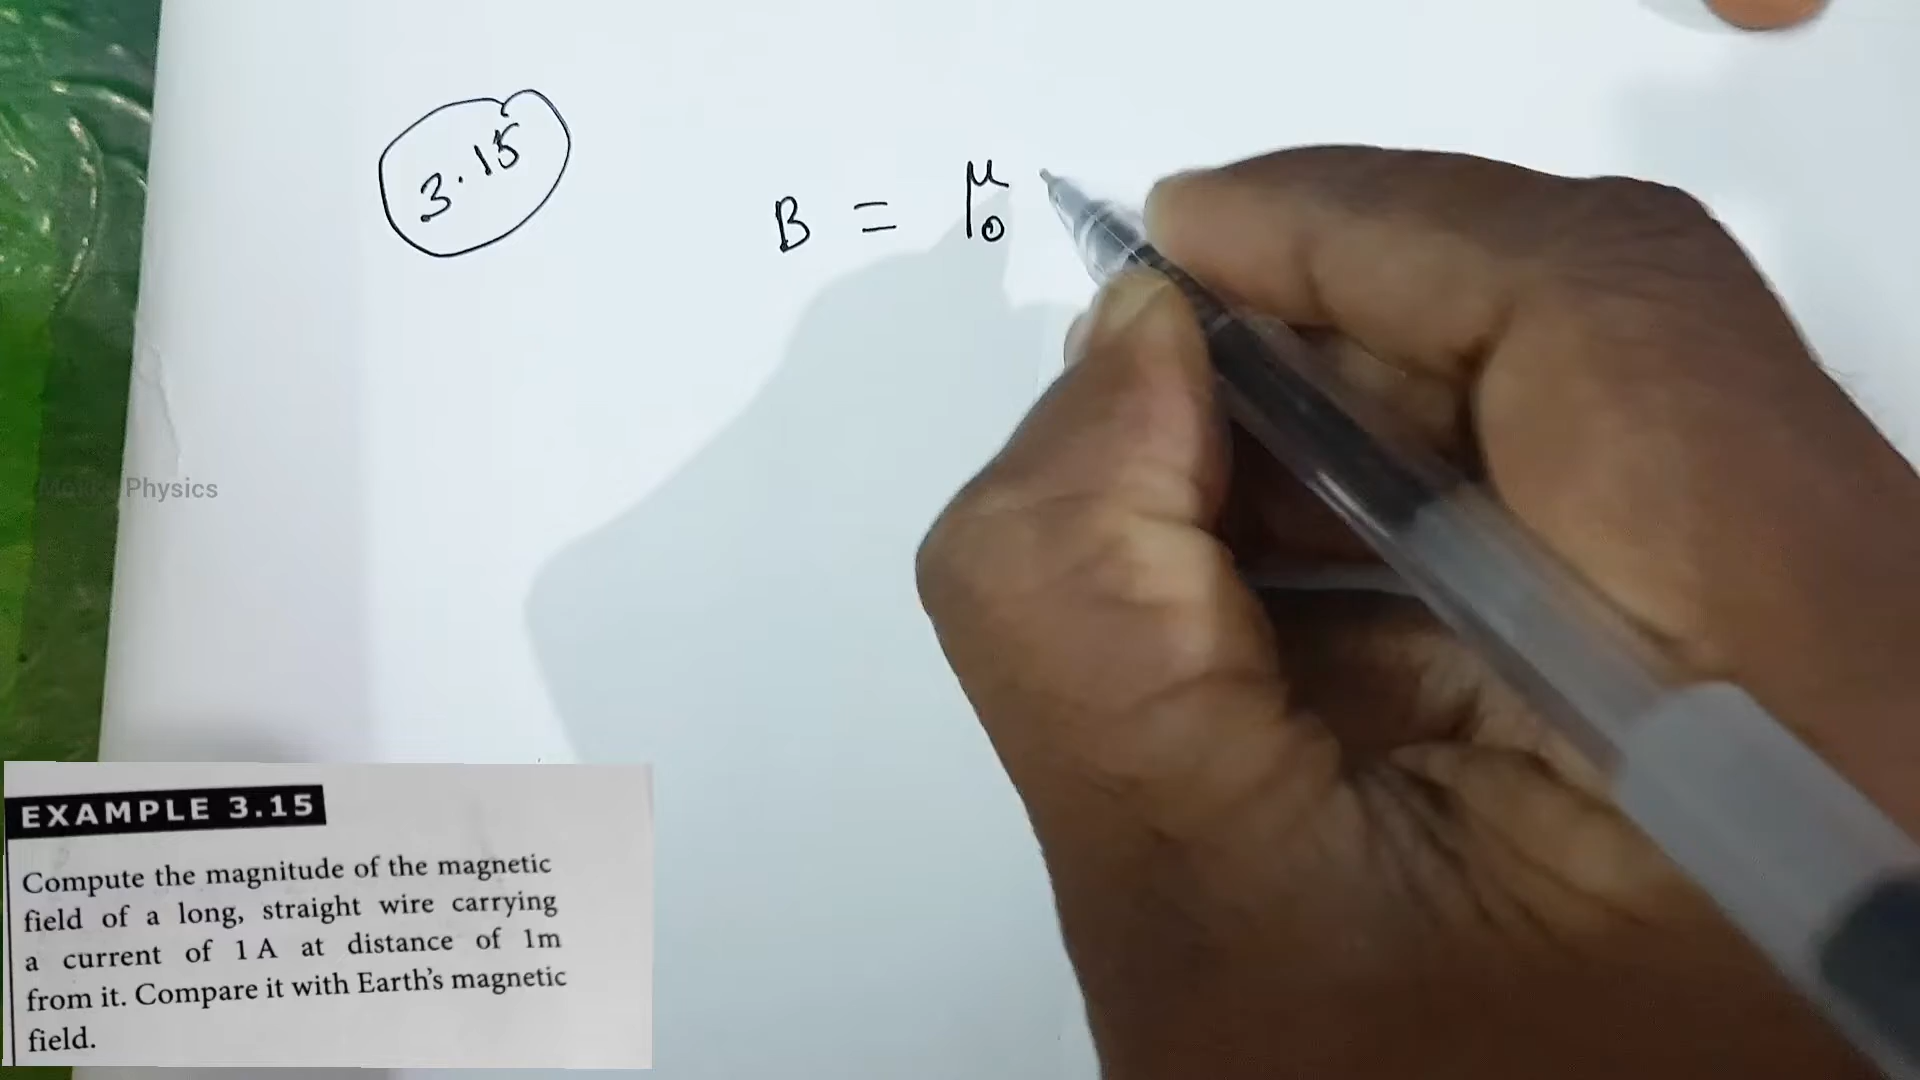 3.15
B = μ₀
Physics
EXAMPLE 3.15
Compute the magnitude of the magnetic
field of a long, straight wire carrying
a current of 1 A at distance of 1m
from it. Compare it with Earth's magnetic
field.